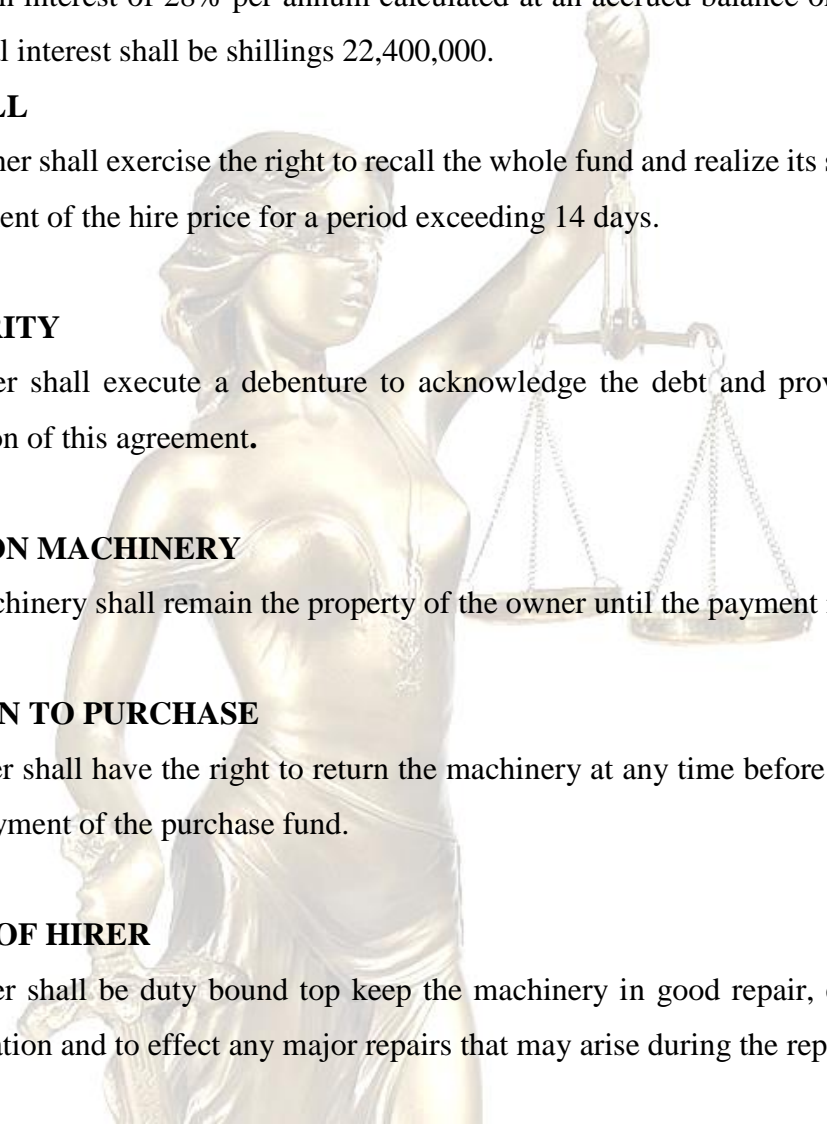 interest of 28% per annum calculated at an accrued balance
interest shall be shillings 22,400,000.
LL
ner shall exercise the right to recall the whole fund and realize its
ent of the hire price for a period exceeding 14 days.
RITY
er shall execute a debenture to acknowledge the debt and prov
on of this agreement.
ON MACHINERY
chinery shall remain the property of the owner until the payment
N TO PURCHASE
er shall have the right to return the machinery at any time before
yment of the purchase fund.
OF HIRER
er shall be duty bound top keep the machinery in good repair,
ation and to effect any major repairs that may arise during the rep